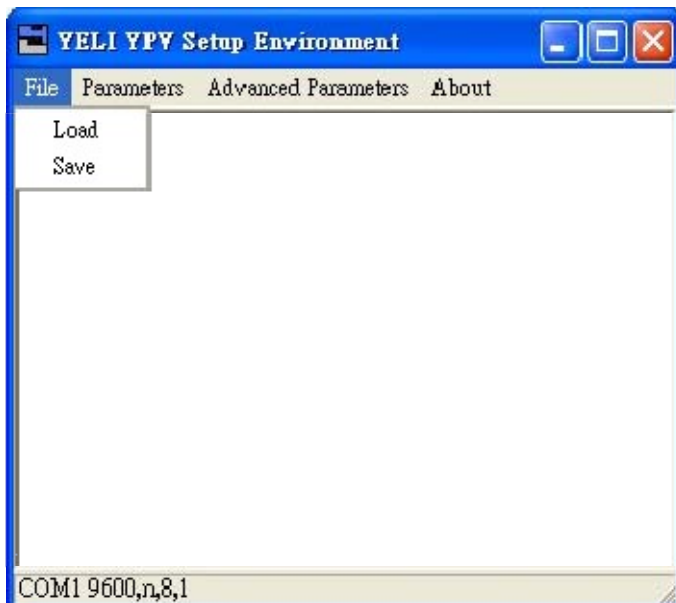 YELI YPV Setup Environment
File Parameters Advanced Parameters About
Load
Save
COM1 9600,n,8,1